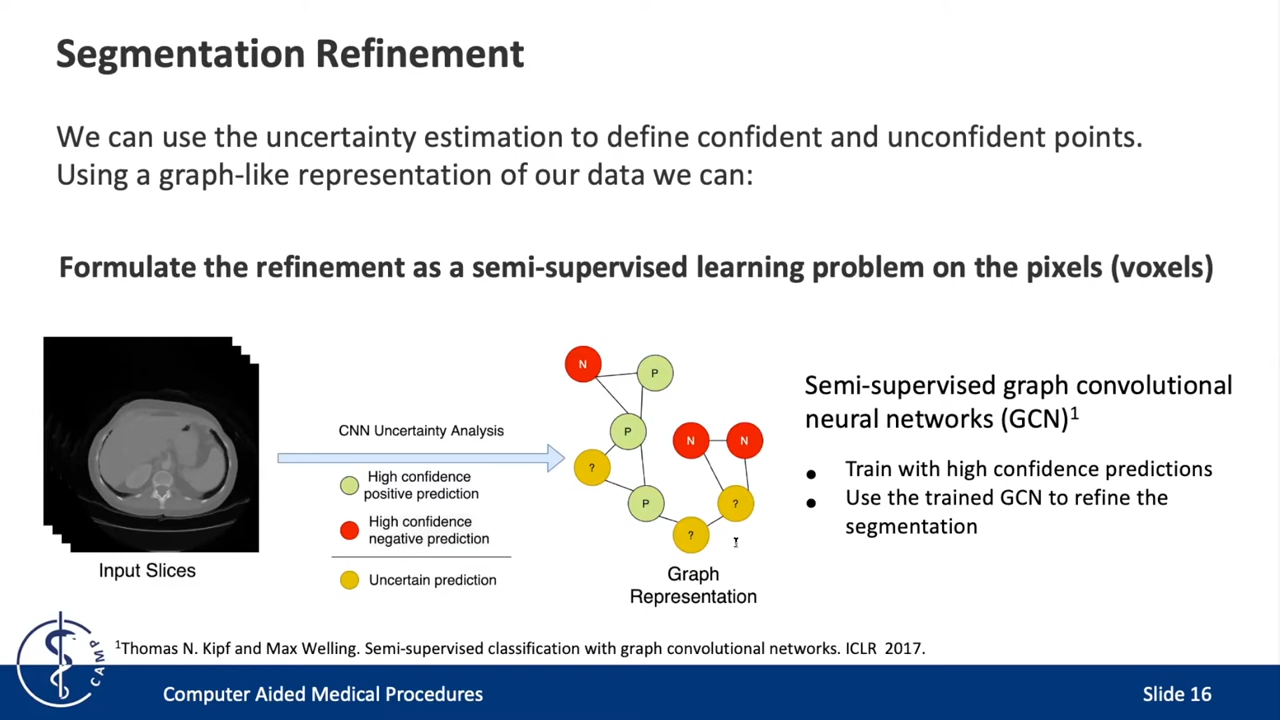 Segmentation Refinement
We can use the uncertainty estimation to define confident and unconfident points.
Using a graph-like representation of our data we can:
Formulate the refinement as a semi-supervised learning problem on the pixels (voxels)
Input Slices
CNN Uncertainty Analysis
High confidence
positive prediction
High confidence
negative prediction
Uncertain prediction
N
P
P
N
N
?
P
?
?
Graph
Representation
Semi-supervised graph convolutional
neural networks (GCN)¹
• Train with high confidence predictions
• Use the trained GCN to refine the
segmentation
¹Thomas N. Kipf and Max Welling. Semi-supervised classification with graph convolutional networks. ICLR 2017.
CAMP
Computer Aided Medical Procedures
Slide 16